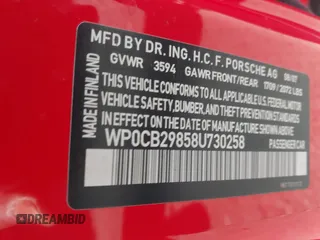 MFD BY DR. ING. H.C. F. PORSCHE AG 08/07
GVWR 3594 GAWR FRONT/REAR 1709 / 2072 LBS
THIS VEHICLE CONFORMS TO ALL APPLICABLE U.S. FEDERAL MOTOR
VEHICLE SAFETY, BUMPER, AND THEFT PREVENTION STANDARDS
IN EFFECT ON THE DATE OF MANUFACTURE SHOWN ABOVE
WP0CB29858U730258 PASSENGER CAR
MADE IN FINLAND
DREAMBID